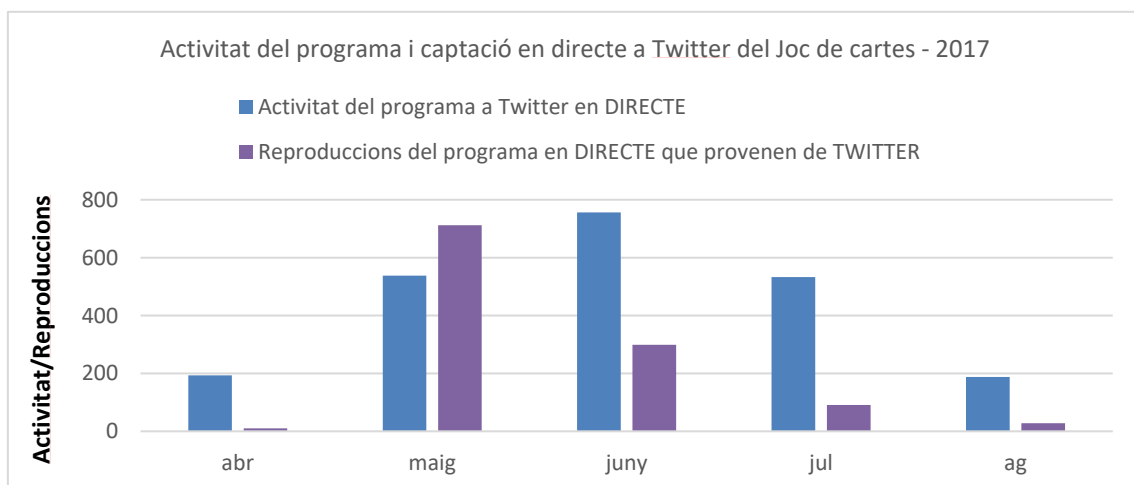 Activitat del programa i captació en directe a Twitter del Joc de cartes - 2017
Activitat del programa a Twitter en DIRECTE
Reproduccions del programa en DIRECTE que provenen de TWITTER
Activitat/Reproduccions
800
600
400
200
0
abr maig juny jul ag